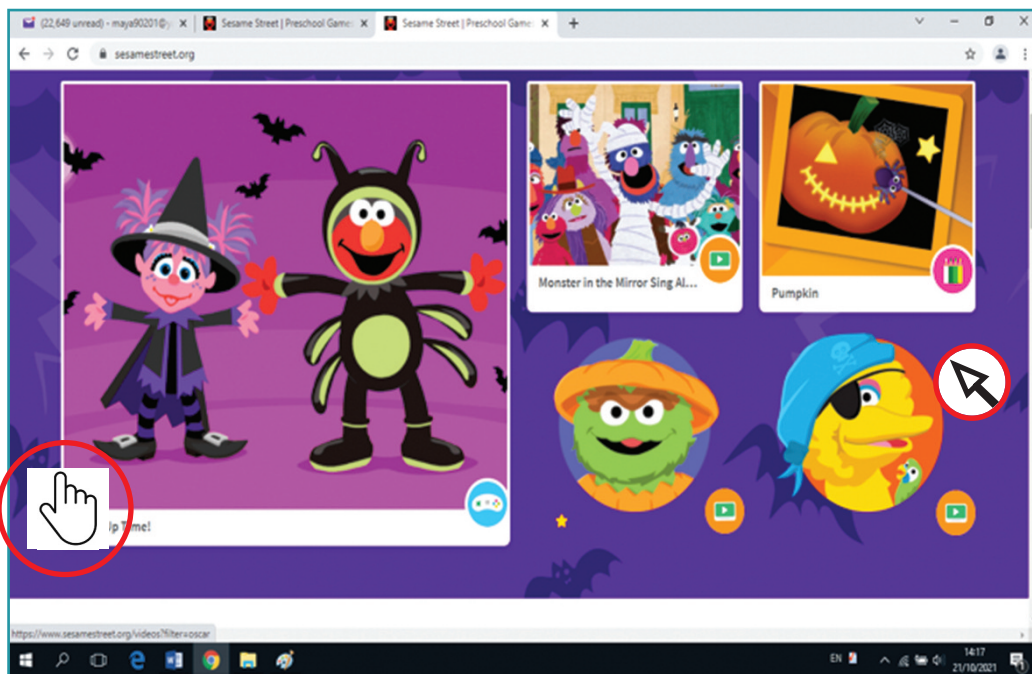 (22,649 unread) - maya90201@y
Sesame Street | Preschool Game
Sesame Street | Preschool Game
sesamestreet.org
Monster in the Mirror Sing Al...
Pumpkin
Up Time!
https://www.sesamestreet.org/videos?filter=oscar
EN
14:17
21/10/2021